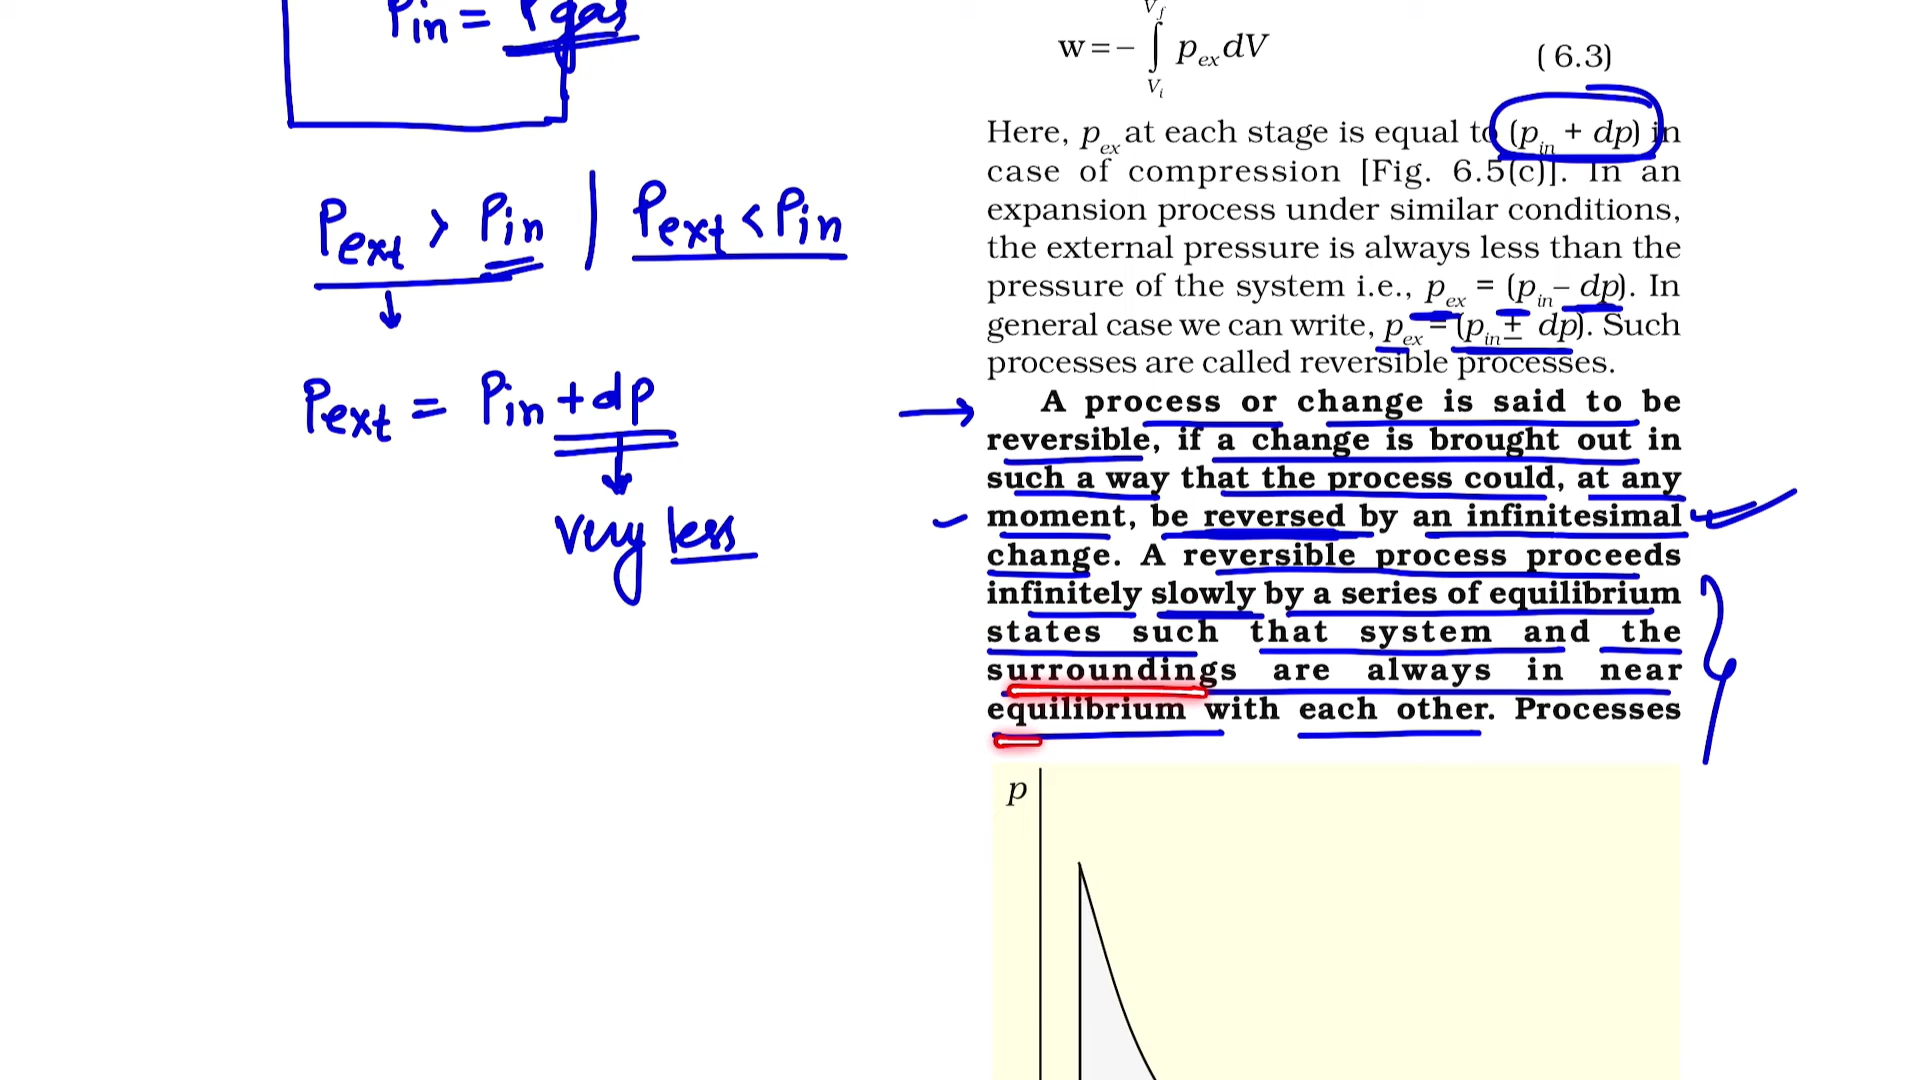 Pin = Pgas
Pext > Pin | Pext < Pin
Pext = Pin + dp
very less
Vf
w = – ∫ pex dV (6.3)
Vi
Here, pex at each stage is equal to (pin + dp) in
case of compression [Fig. 6.5(c)]. In an
expansion process under similar conditions,
the external pressure is always less than the
pressure of the system i.e., pex = (pin– dp). In
general case we can write, pex = (pin ± dp). Such
processes are called reversible processes.
A process or change is said to be
reversible, if a change is brought out in
such a way that the process could, at any
moment, be reversed by an infinitesimal
change. A reversible process proceeds
infinitely slowly by a series of equilibrium
states such that system and the
surroundings are always in near
equilibrium with each other. Processes
p